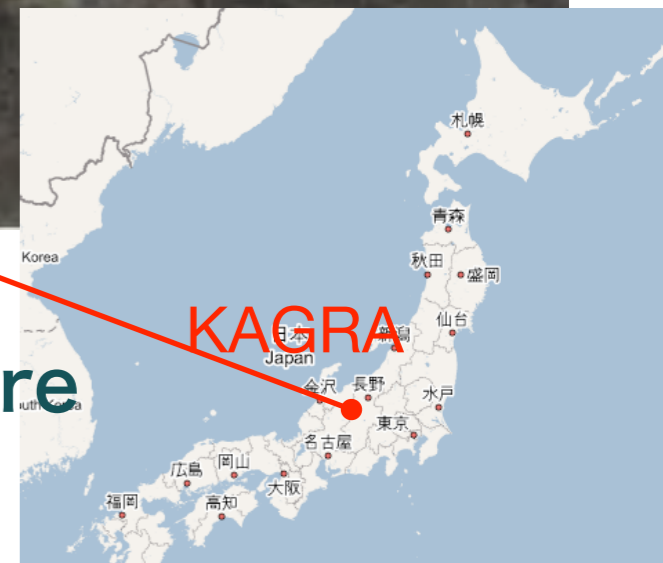 札幌
青森
Korea
秋田
盛岡
仙台
KAGRA
日本
新潟
Japan
re
金沢
長野
水戸
South Korea
東京
名古屋
広島
岡山
大阪
福岡
高知